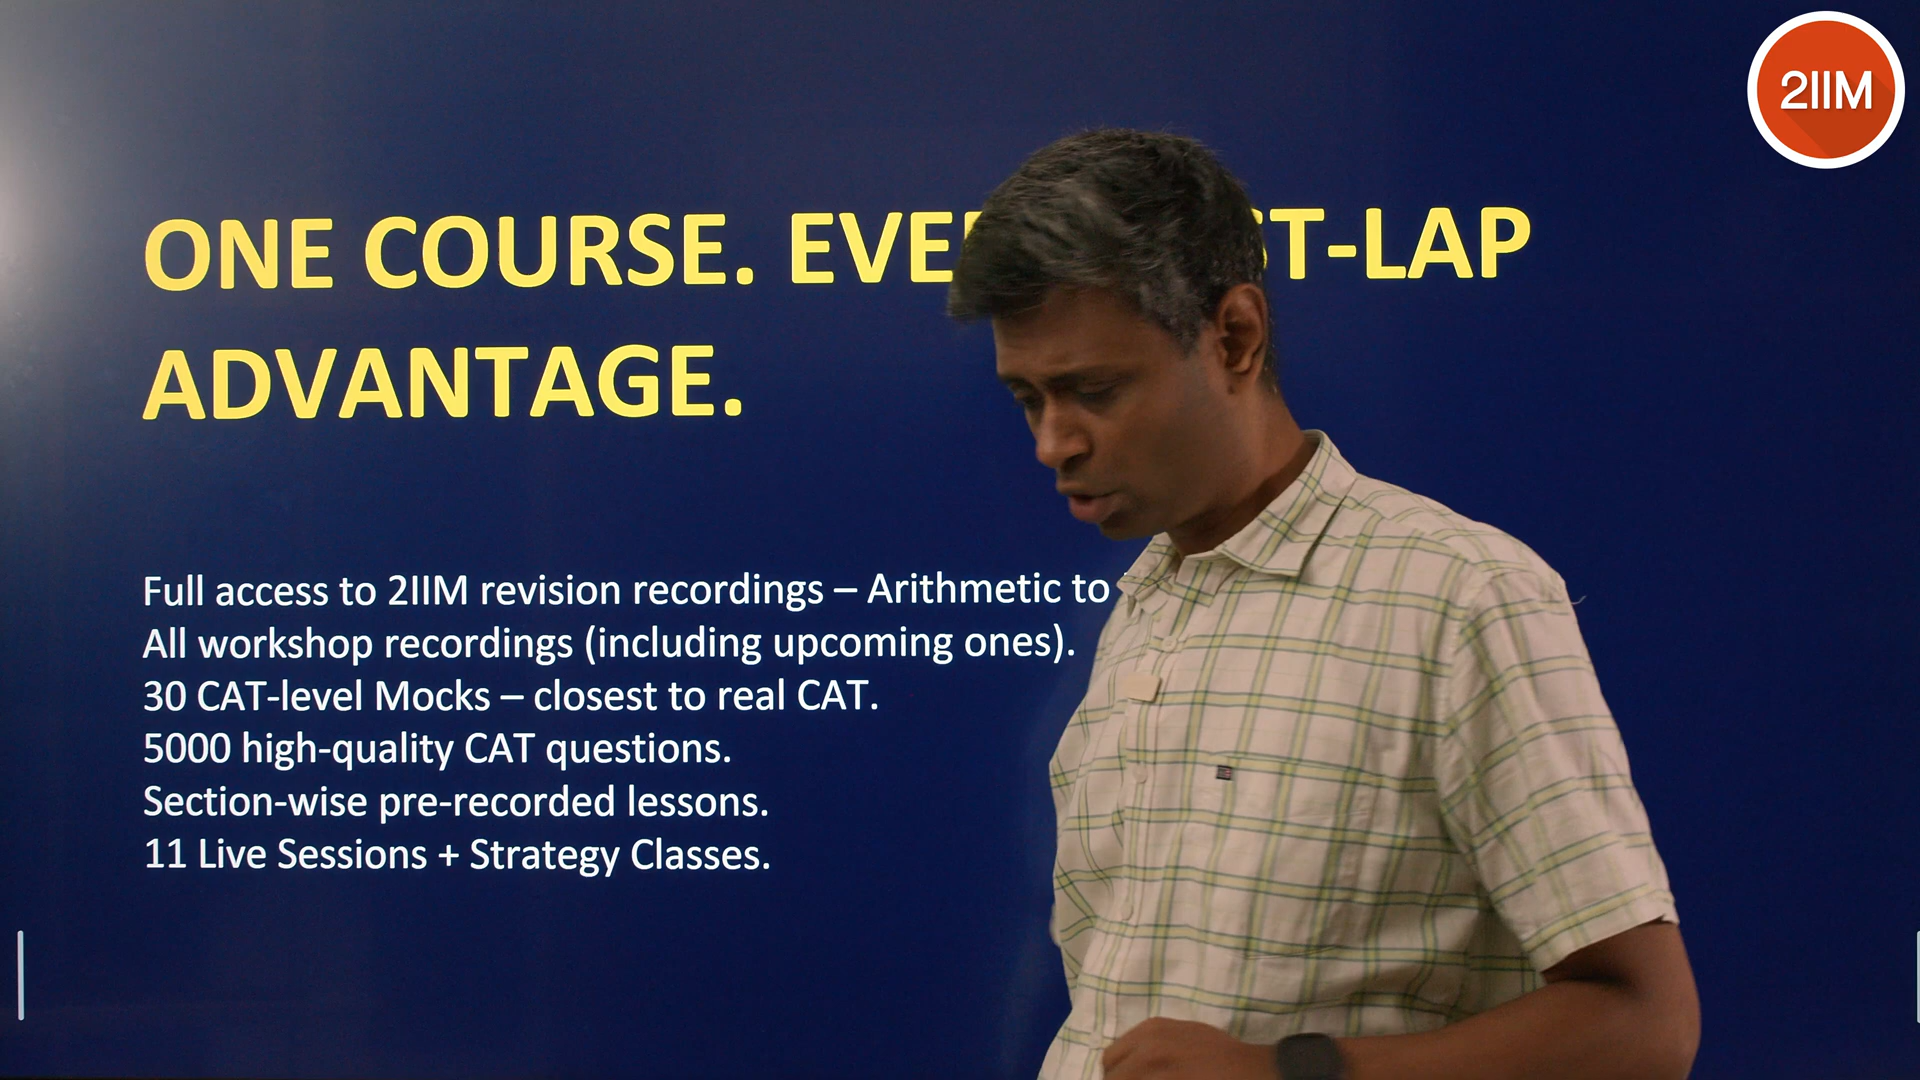 2IIM
ONE COURSE. T-LAP
ADVANTAGE.
Full access to 2IIM revision recordings – Arithmetic to
All workshop recordings (including upcoming ones).
30 CAT-level Mocks – closest to real CAT.
5000 high-quality CAT questions.
Section-wise pre-recorded lessons.
11 Live Sessions + Strategy Classes.